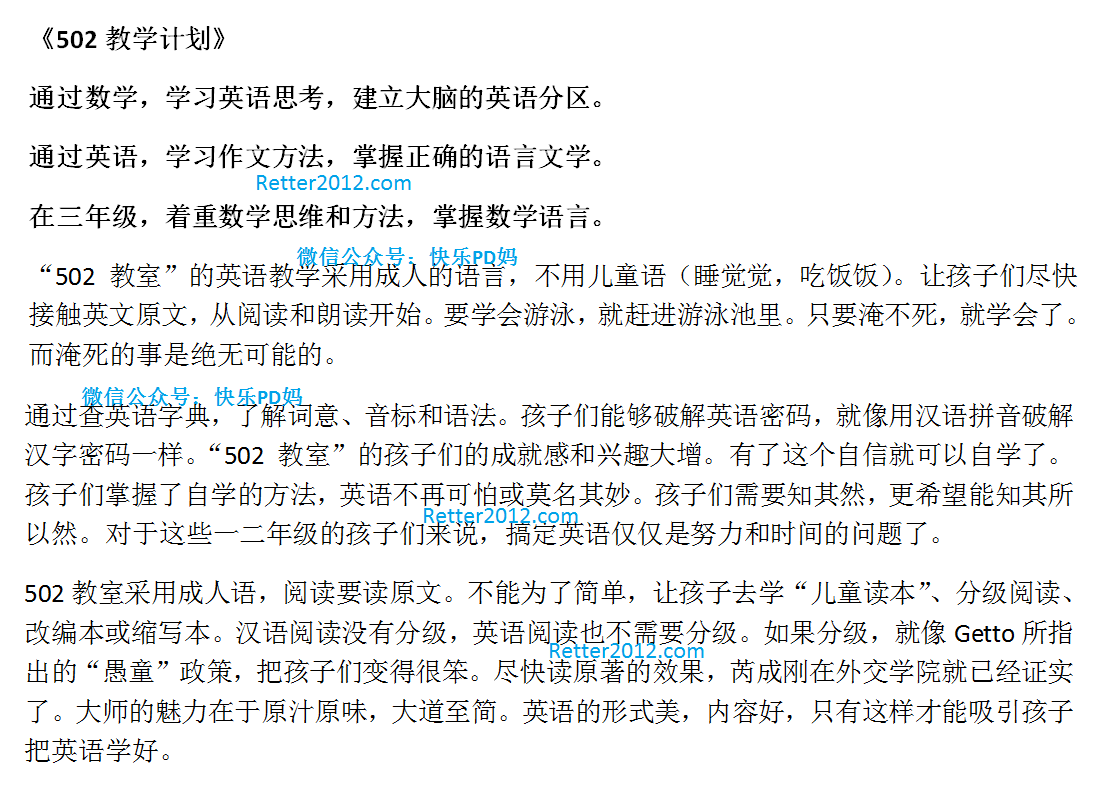 《502 教学计划》
通过数学，学习英语思考，建立大脑的英语分区。
通过英语，学习作文方法，掌握正确的语言文学。
Retter2012.com
在三年级，着重数学思维和方法，掌握数学语言。
微信公众号：快乐PD妈
“502 教室”的英语教学采用成人的语言，不用儿童语（睡觉觉，吃饭饭）。让孩子们尽快
接触英文原文，从阅读和朗读开始。要学会游泳，就赶进游泳池里。只要淹不死，就学会了。
而淹死的事是绝无可能的。
微信公众号：快乐PD妈
通过查英语字典，了解词意、音标和语法。孩子们能够破解英语密码，就像用汉语拼音破解
汉字密码一样。“502 教室”的孩子们的成就感和兴趣大增。有了这个自信就可以自学了。
孩子们掌握了自学的方法，英语不再可怕或莫名其妙。孩子们需要知其然，更希望能知其所
Retter2012.com
以然。对于这些一二年级的孩子们来说，搞定英语仅仅是努力和时间的问题了。
502 教室采用成人语，阅读要读原文。不能为了简单，让孩子去学“儿童读本”、分级阅读、
改编本或缩写本。汉语阅读没有分级，英语阅读也不需要分级。如果分级，就像 Getto 所指
Retter2012.com
出的“愚童”政策，把孩子们变得很笨。尽快读原著的效果，芮成刚在外交学院就已经证实
了。大师的魅力在于原汁原味，大道至简。英语的形式美，内容好，只有这样才能吸引孩子
把英语学好。